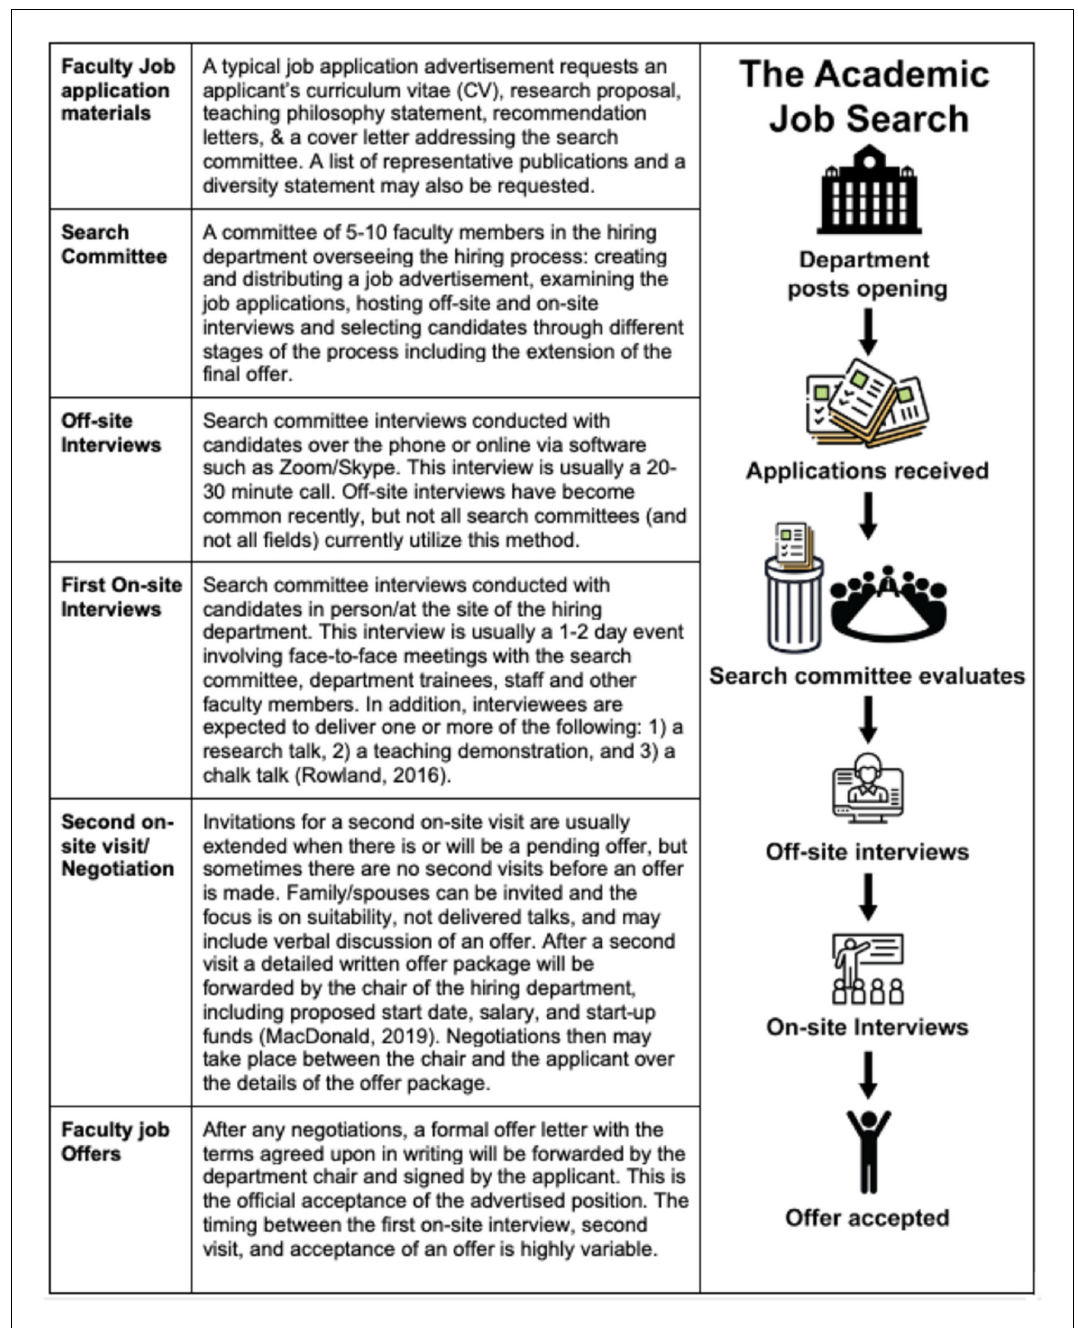 Faculty Job
application
materials
A typical job application advertisement requests an
applicant's curriculum vitae (CV), research proposal,
teaching philosophy statement, recommendation
letters, & a cover letter addressing the search
committee. A list of representative publications and a
diversity statement may also be requested.
Search
Committee
A committee of 5-10 faculty members in the hiring
department overseeing the hiring process: creating
and distributing a job advertisement, examining the
job applications, hosting off-site and on-site
interviews and selecting candidates through different
stages of the process including the extension of the
final offer.
Off-site
Interviews
Search committee interviews conducted with
candidates over the phone or online via software
such as Zoom/Skype. This interview is usually a 20-
30 minute call. Off-site interviews have become
common recently, but not all search committees (and
not all fields) currently utilize this method.
First On-site
Interviews
Search committee interviews conducted with
candidates in person/at the site of the hiring
department. This interview is usually a 1-2 day event
involving face-to-face meetings with the search
committee, department trainees, staff and other
faculty members. In addition, interviewees are
expected to deliver one or more of the following: 1) a
research talk, 2) a teaching demonstration, and 3) a
chalk talk (Rowland, 2016).
Second on-
site visit/
Negotiation
Invitations for a second on-site visit are usually
extended when there is or will be a pending offer, but
sometimes there are no second visits before an offer
is made. Family/spouses can be invited and the
focus is on suitability, not delivered talks, and may
include verbal discussion of an offer. After a second
visit a detailed written offer package will be
forwarded by the chair of the hiring department,
including proposed start date, salary, and start-up
funds (MacDonald, 2019). Negotiations then may
take place between the chair and the applicant over
the details of the offer package.
Faculty job
Offers
After any negotiations, a formal offer letter with the
terms agreed upon in writing will be forwarded by the
department chair and signed by the applicant. This is
the official acceptance of the advertised position. The
timing between the first on-site interview, second
visit, and acceptance of an offer is highly variable.
The Academic
Job Search
Department
posts opening
Applications received
Search committee evaluates
Off-site interviews
On-site Interviews
Offer accepted